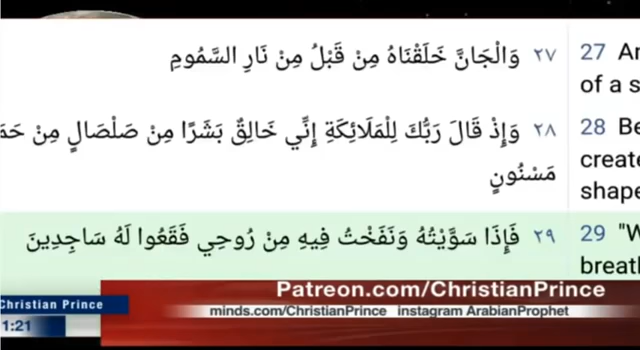 ٢٧ وَالْجَانَّ خَلَقْنَاهُ مِنْ قَبْلُ مِنْ نَارِ السَّمُومِ
27 An
of a s
٢٨ وَإِذْ قَالَ رَبُّكَ لِلْمَلَائِكَةِ إِنِّي خَالِقٌ بَشَرًا مِنْ صَلْصَالٍ مِنْ حَمَ
مَسْنُونٍ
28 Be
create
shape
٢٩ فَإِذَا سَوَّيْتُهُ وَنَفَخْتُ فِيهِ مِنْ رُوحِي فَقَعُوا لَهُ سَاجِدِينَ
29 "W
breath
Patreon.com/ChristianPrince
Christian Prince
minds.com/ChristianPrince instagram ArabianProphet
1:21